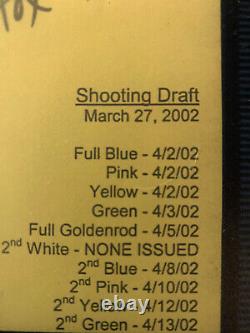 Fox
Shooting Draft
March 27, 2002
Full Blue - 4/2/02
Pink - 4/2/02
Yellow - 4/2/02
Green - 4/3/02
Full Goldenrod - 4/5/02
2nd White - NONE ISSUED
2nd Blue - 4/8/02
2nd Pink - 4/10/02
2nd Yellow - 4/12/02
2nd Green - 4/13/02
ebay